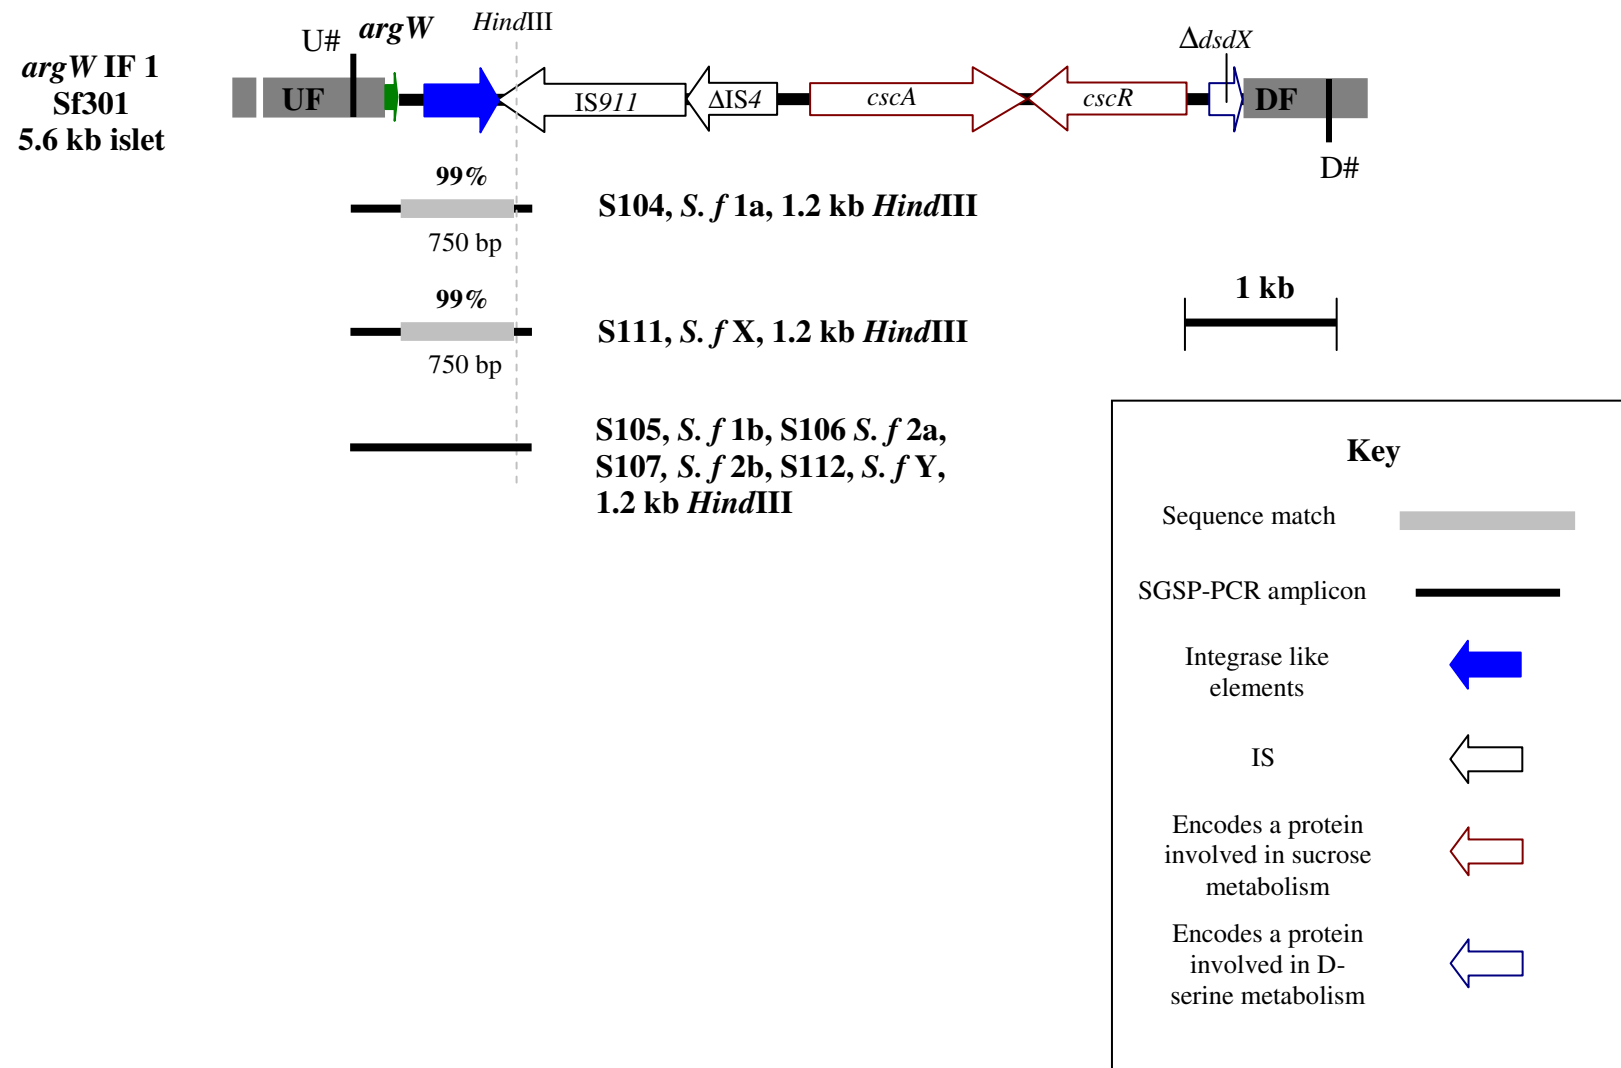 argW IF 1
Sf301
5.6 kb islet
U#
argW
HindIII
ΔdsdX
UF
IS911
ΔIS4
cscA
cscR
DF
D#
99%
750 bp
S104, S. f 1a, 1.2 kb HindIII
99%
750 bp
S111, S. f X, 1.2 kb HindIII
1 kb
S105, S. f 1b, S106 S. f 2a,
S107, S. f 2b, S112, S. f Y,
1.2 kb HindIII
Key
Sequence match
SGSP-PCR amplicon
Integrase like
elements
IS
Encodes a protein
involved in sucrose
metabolism
Encodes a protein
involved in D-
serine metabolism